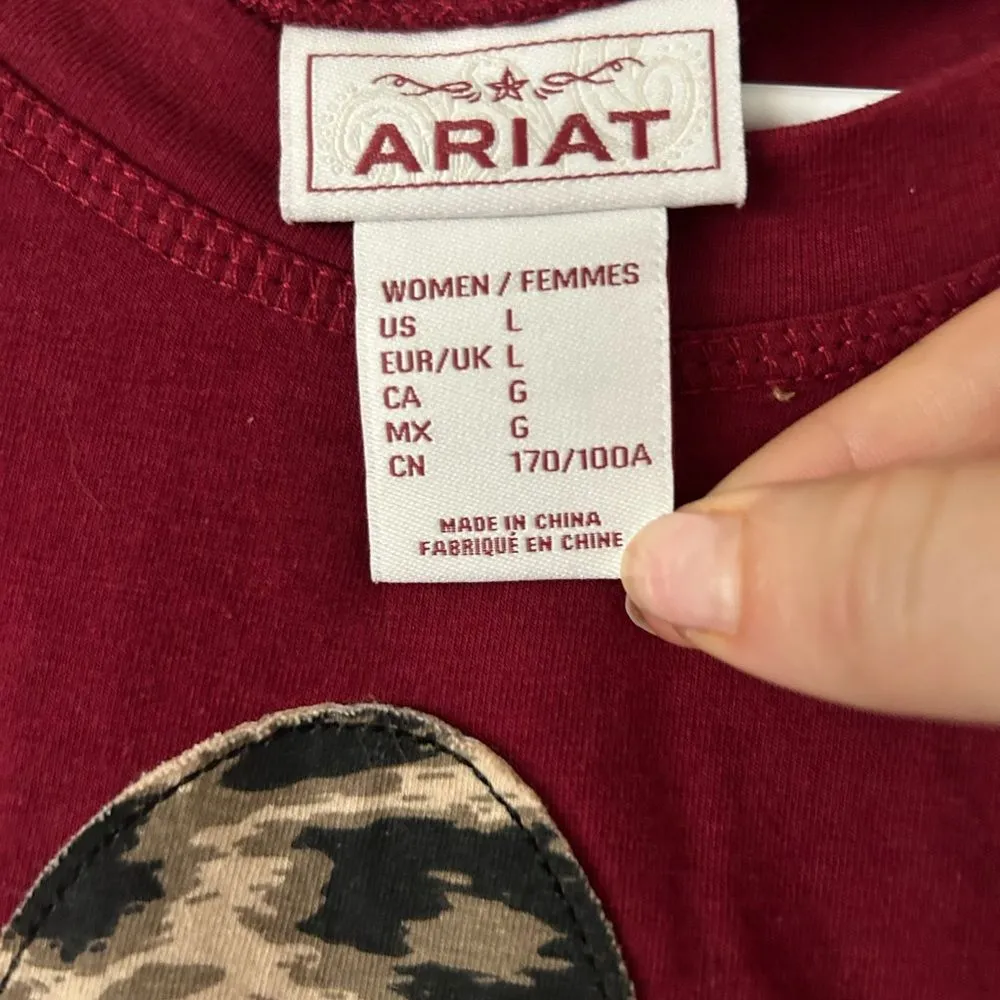 ARIAT
WOMEN / FEMMES
US L
EUR/UK L
CA G
MX G
CN 170/100A
MADE IN CHINA
FABRIQUÉ EN CHINE